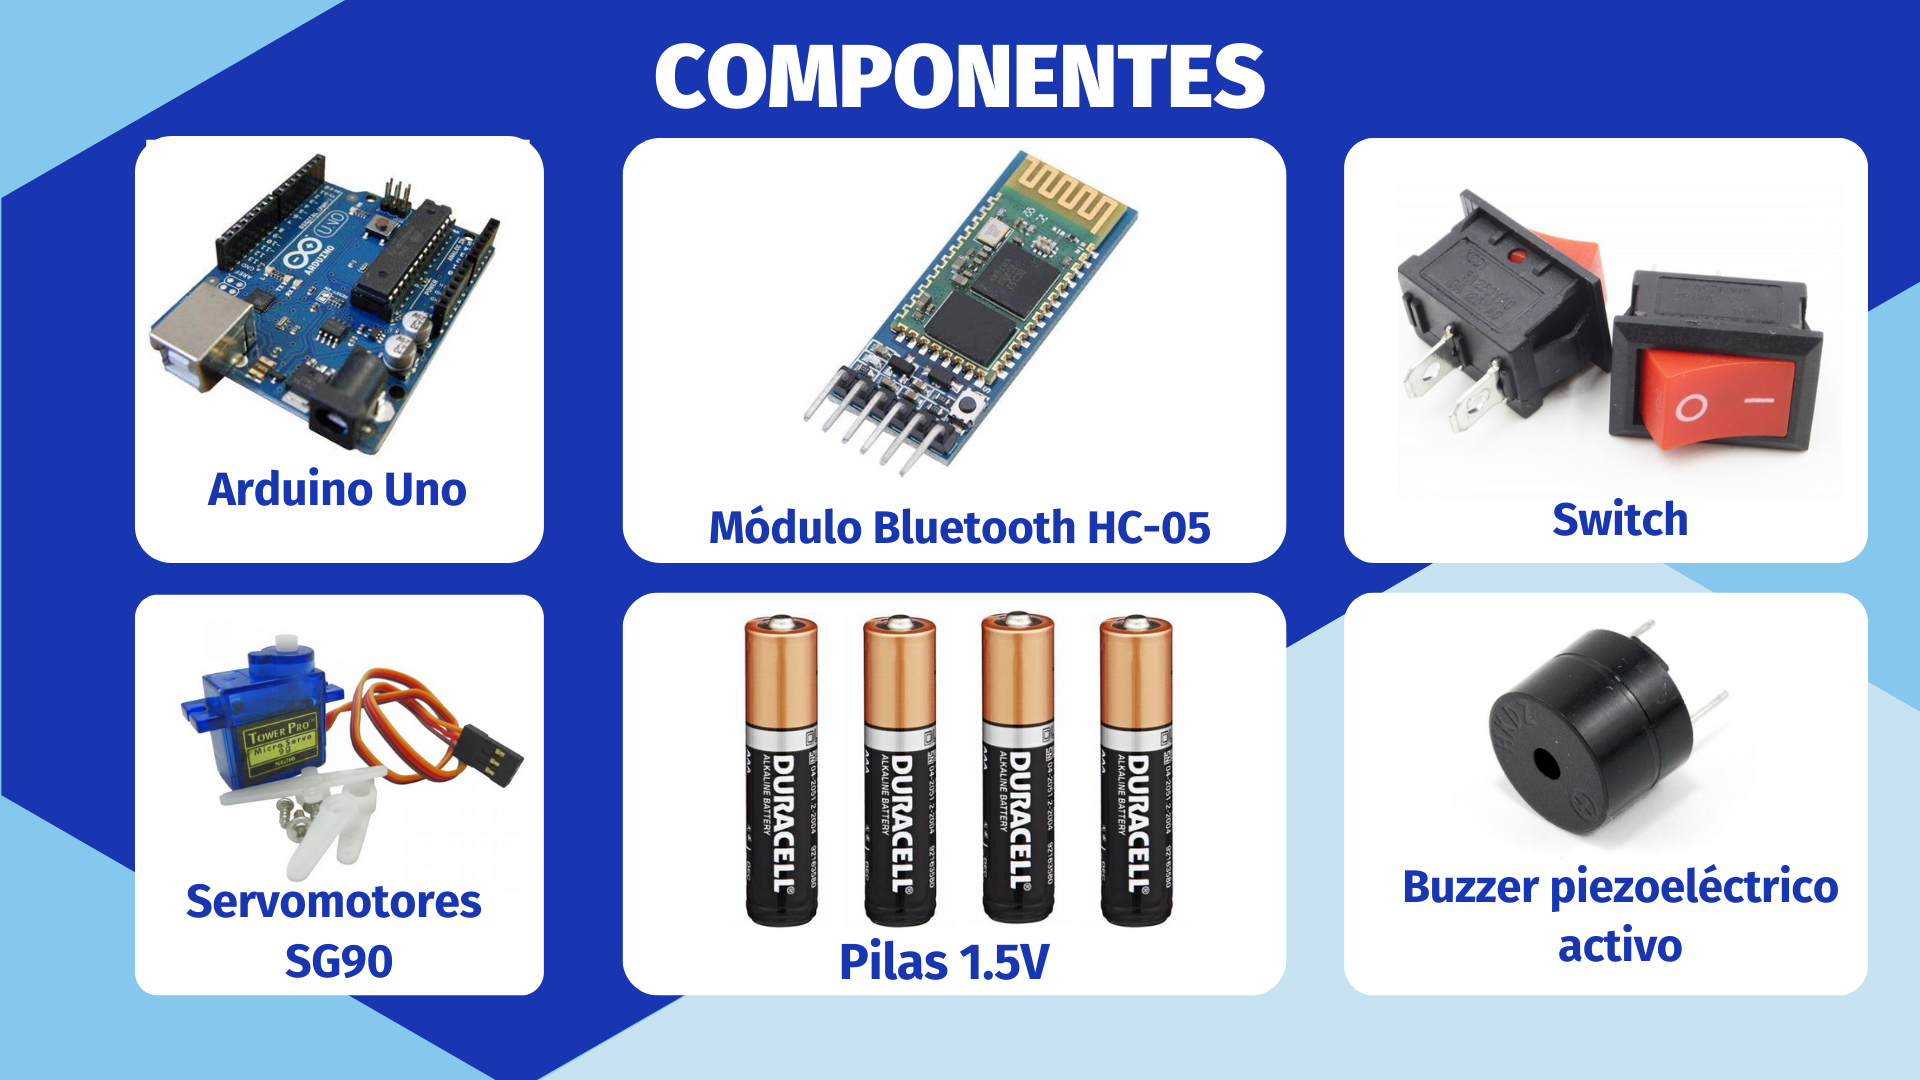 COMPONENTES
UNO
ARDUINO
Arduino Uno
Módulo Bluetooth HC-05
Switch
TOWER PRO
Micro Servo
90
SG90
Servomotores
SG90
DURACELL®
ALKALINE BATTERY
DURACELL®
ALKALINE BATTERY
DURACELL®
ALKALINE BATTERY
DURACELL®
ALKALINE BATTERY
Pilas 1.5V
Buzzer piezoeléctrico
activo